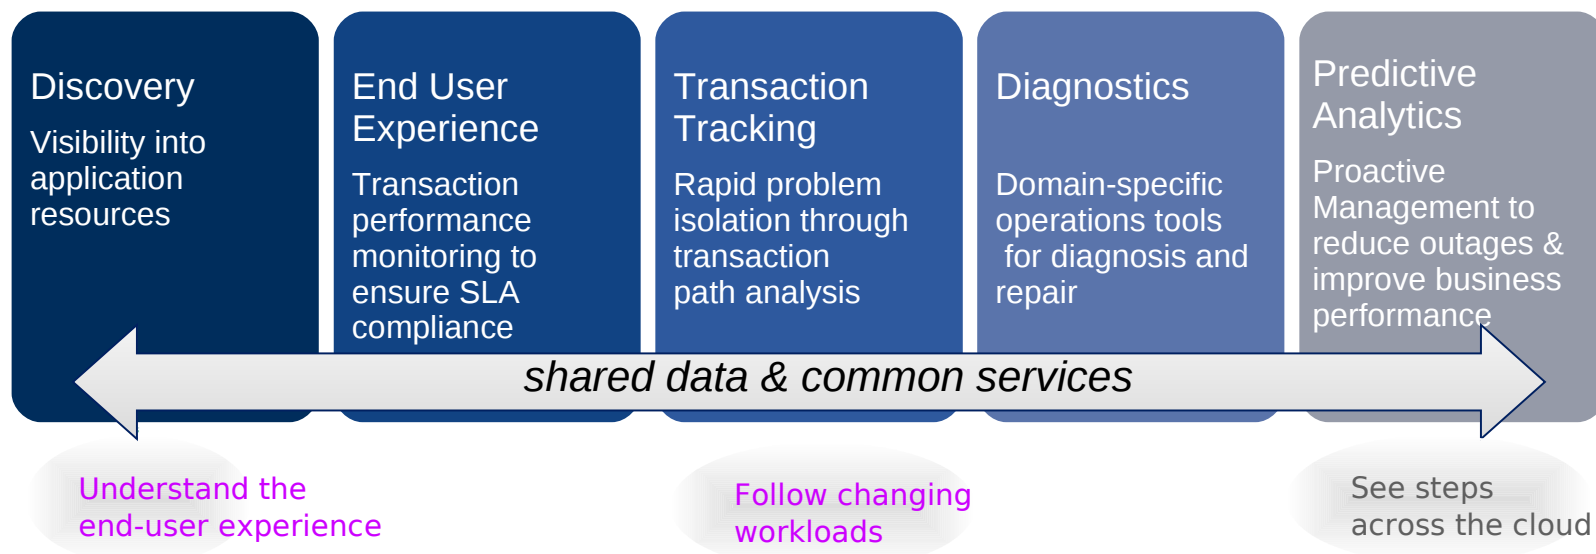 Discovery
Visibility into
application
resources
End User
Experience
Transaction
performance
monitoring to
ensure SLA
compliance
Transaction
Tracking
Rapid problem
isolation through
transaction
path analysis
Diagnostics
Domain-specific
operations tools
for diagnosis and
repair
Predictive
Analytics
Proactive
Management to
reduce outages &
improve business
performance
shared data & common services
Understand the
end-user experience
Follow changing
workloads
See steps
across the cloud